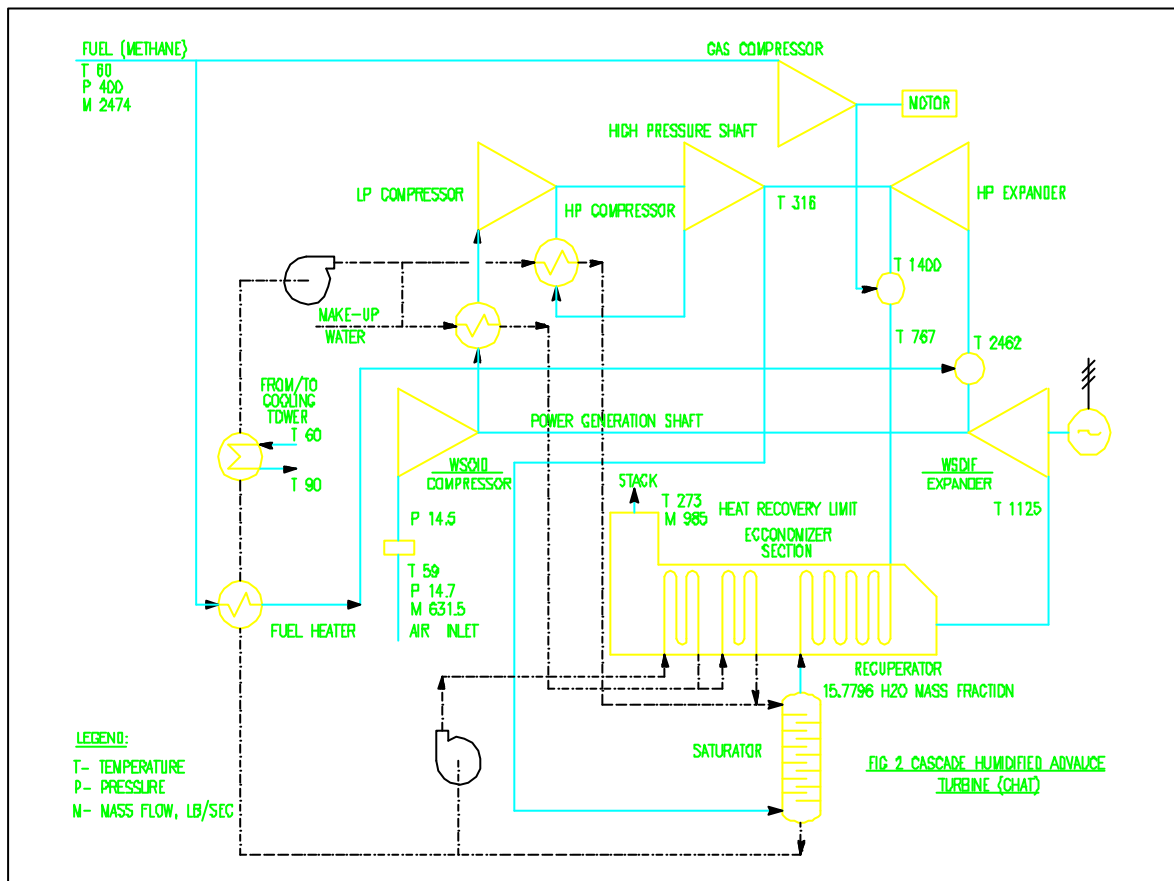 FUEL (METHANE)
T 60
P 400
M 2474
GAS COMPRESSOR
MOTOR
HIGH PRESSURE SHAFT
LP COMPRESSOR
HP COMPRESSOR
T 316
HP EXPANDER
T 1400
MAKE-UP
WATER
T 767
T 2462
FROM/TO
COOLING
TOWER
T 60
T 90
POWER GENERATION SHAFT
COMPRESSOR
EXPANDER
STACK
T 273
M 985
HEAT RECOVERY LIMIT
ECCONOMIZER
SECTION
T 1125
P 14.5
T 59
P 14.7
M 631.5
AIR INLET
FUEL HEATER
RECUPERATOR
15.7796 H2O MASS FRACTION
SATURATOR
LEGEND:
T- TEMPERATURE
P- PRESSURE
M- MASS FLOW, LB/SEC
FIG 2 CASCADE HUMIDIFIED ADVAUCE
TURBINE (CHAT)